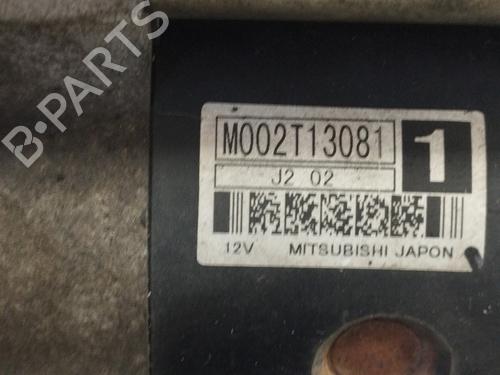 B-PARTS
M002T13081
1
J2 02
12V MITSUBISHI JAPON